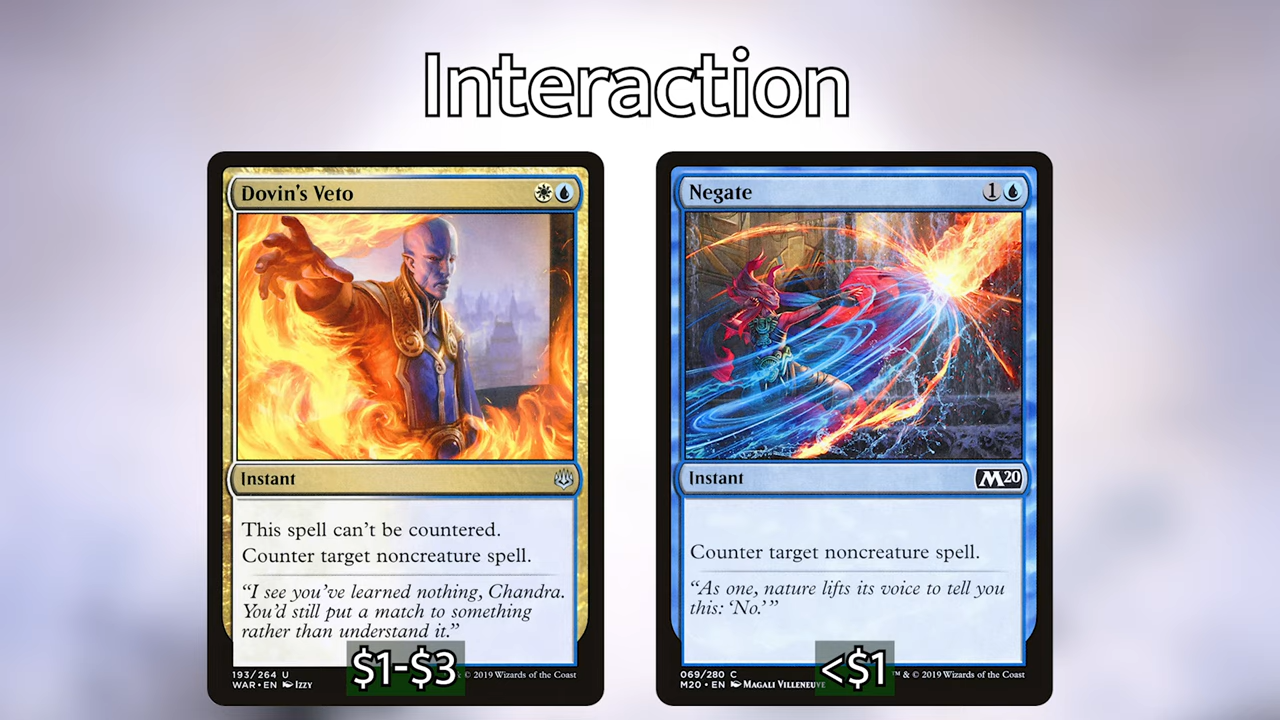 Interaction
Dovin's Veto
Instant
This spell can't be countered.
Counter target noncreature spell.
"I see you've learned nothing, Chandra.
You'd still put a match to something
rather than understand it."
$1-$3
193/264 U
WAR • EN Izzy
& © 2019 Wizards of the Coast
Negate
1
Instant
M20
Counter target noncreature spell.
"As one, nature lifts its voice to tell you
this: 'No.'"
<$1
069/280 C
M20 • EN Magali Villeneuve
™ & © 2019 Wizards of the Coast